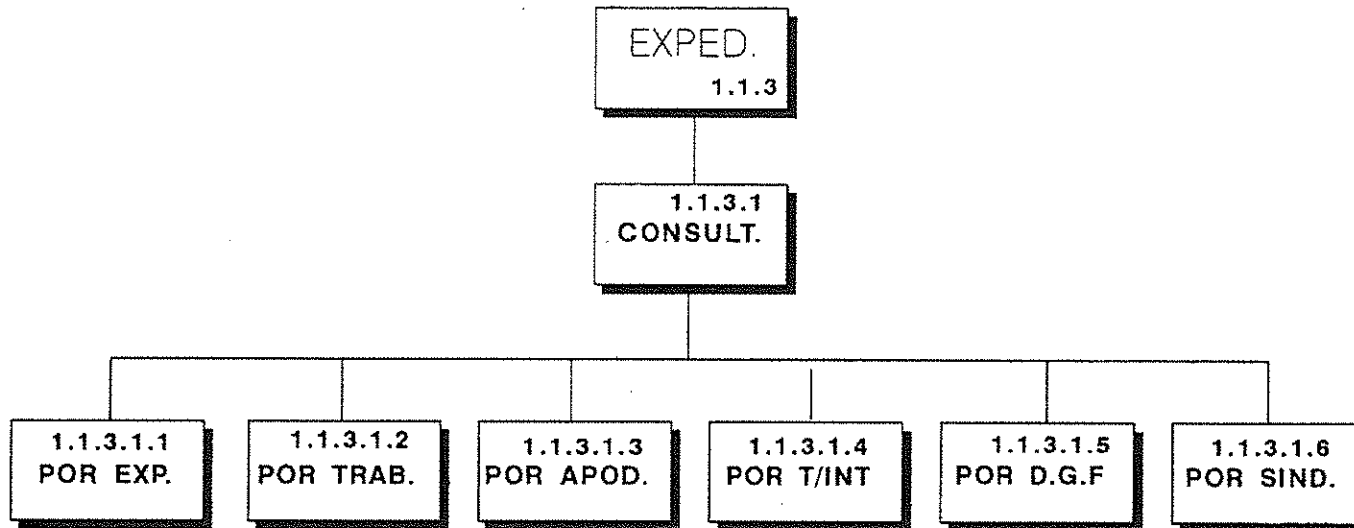 EXPED.
1.1.3
1.1.3.1
CONSULT.
1.1.3.1.1
POR EXP.
1.1.3.1.2
POR TRAB.
1.1.3.1.3
POR APOD.
1.1.3.1.4
POR T/INT
1.1.3.1.5
POR D.G.F
1.1.3.1.6
POR SIND.